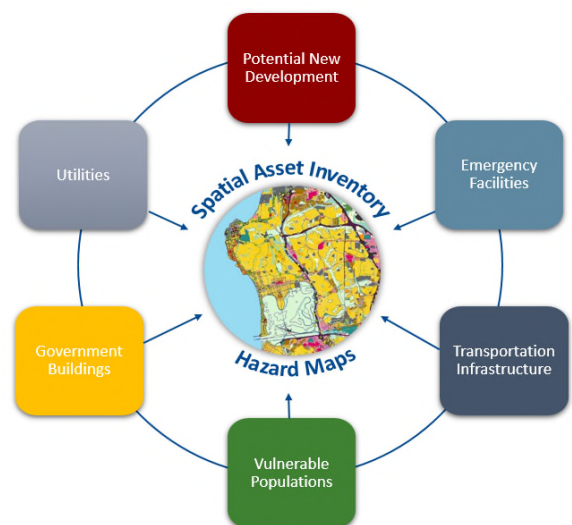 Potential New
Development
Utilities
Emergency
Facilities
Spatial Asset Inventory
Government
Buildings
Transportation
Infrastructure
Hazard Maps
Vulnerable
Populations